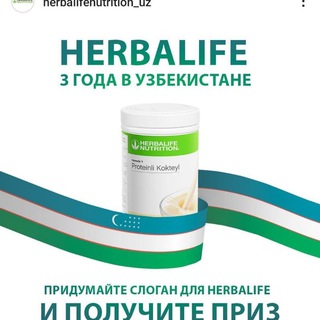 herbalifenutrition_uz
HERBALIFE
3 ГОДА В УЗБЕКИСТАНЕ
HERBALIFE
NUTRITION
Proteinli Kokteyl
ПРИДУМАЙТЕ СЛОГАН ДЛЯ HERBALIFE
И ПОЛУЧИТЕ ПРИЗ